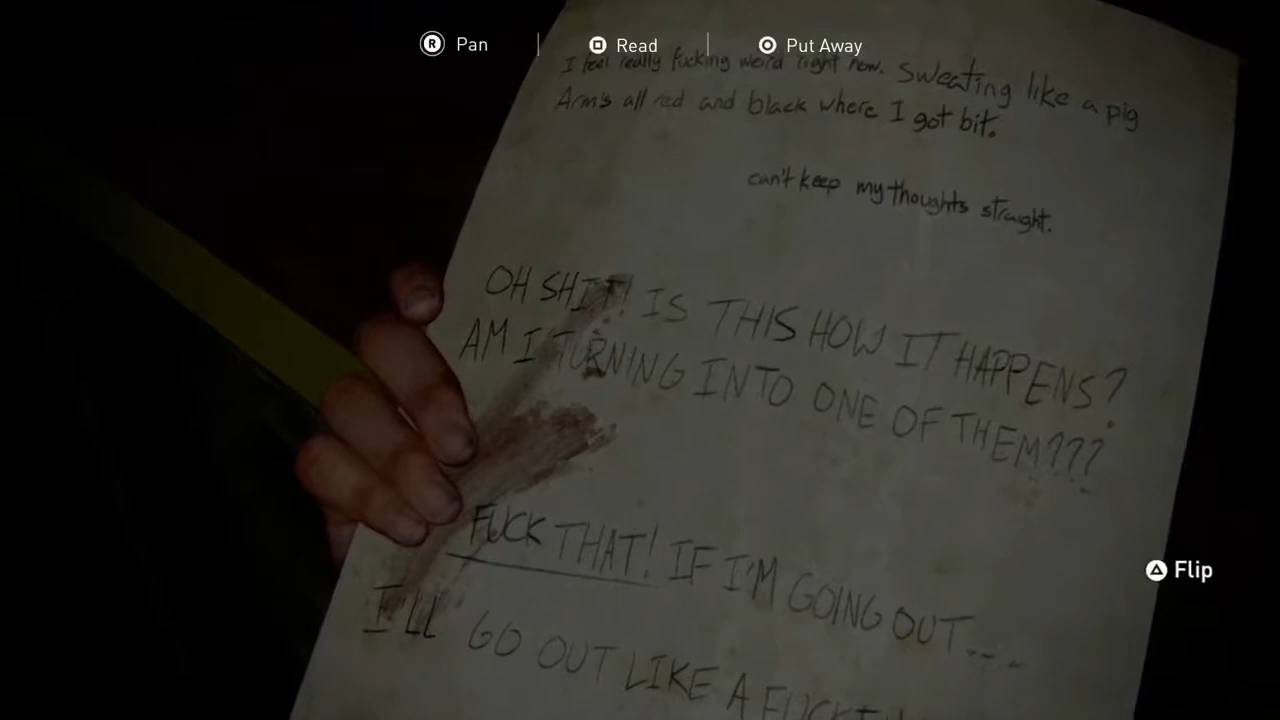 R Pan | Read | Put Away
I feel really fucking weird right now. Sweating like a pig
Arm's all red and black where I got bit.
can't keep my thoughts straight.
OH SHIT! IS THIS HOW IT HAPPENS?
AM I TURNING INTO ONE OF THEM???
FUCK THAT! IF I'M GOING OUT...
Flip
I'LL GO OUT LIKE A